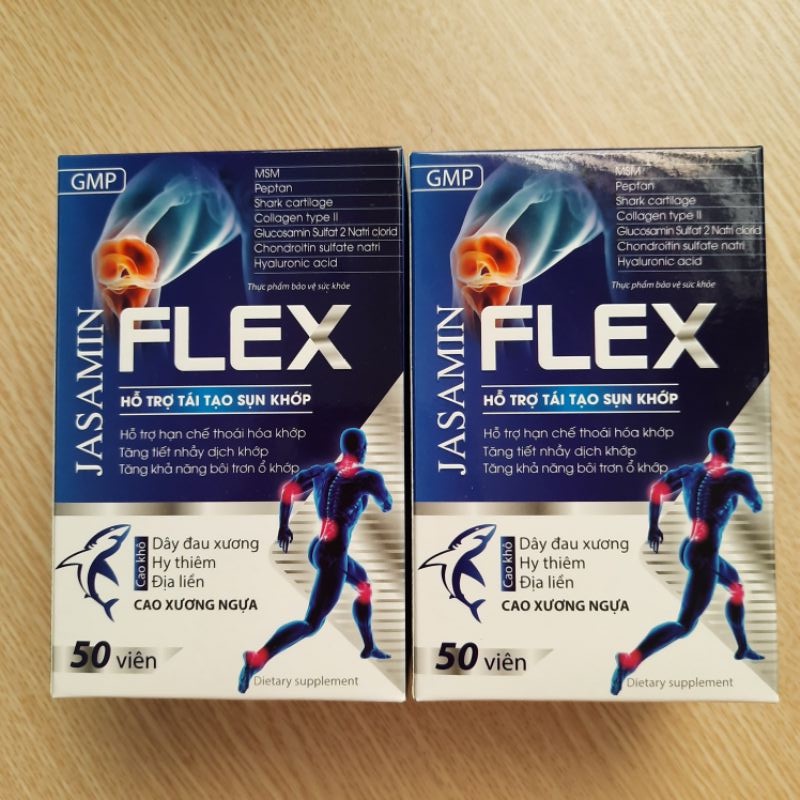 GMP
MSM
Peptan
Shark cartilage
Collagen type II
Glucosamin Sulfat 2 Natri clorid
Chondroitin sulfate natri
Hyaluronic acid
Thực phẩm bảo vệ sức khỏe
JASAMIN
FLEX
HỖ TRỢ TÁI TẠO SỤN KHỚP
Hỗ trợ hạn chế thoái hóa khớp
Tăng tiết nhầy dịch khớp
Tăng khả năng bôi trơn ổ khớp
Cao khô
Dây đau xương
Hy thiêm
Địa liền
CAO XƯƠNG NGỰA
50 viên
Dietary supplement
GMP
MSM
Peptan
Shark cartilage
Collagen type II
Glucosamin Sulfat 2 Natri clorid
Chondroitin sulfate natri
Hyaluronic acid
Thực phẩm bảo vệ sức khỏe
JASAMIN
FLEX
HỖ TRỢ TÁI TẠO SỤN KHỚP
Hỗ trợ hạn chế thoái hóa khớp
Tăng tiết nhầy dịch khớp
Tăng khả năng bôi trơn ổ khớp
Cao khô
Dây đau xương
Hy thiêm
Địa liền
CAO XƯƠNG NGỰA
50 viên
Dietary supplement